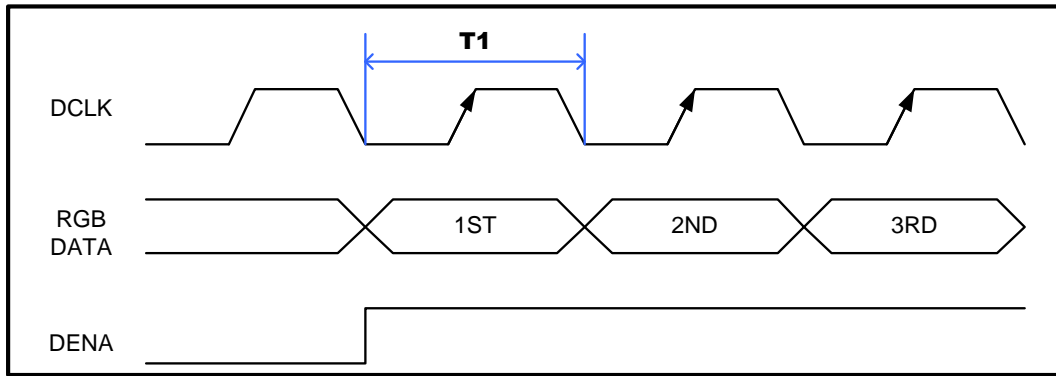 T1
DCLK
RGB
DATA
1ST
2ND
3RD
DENA